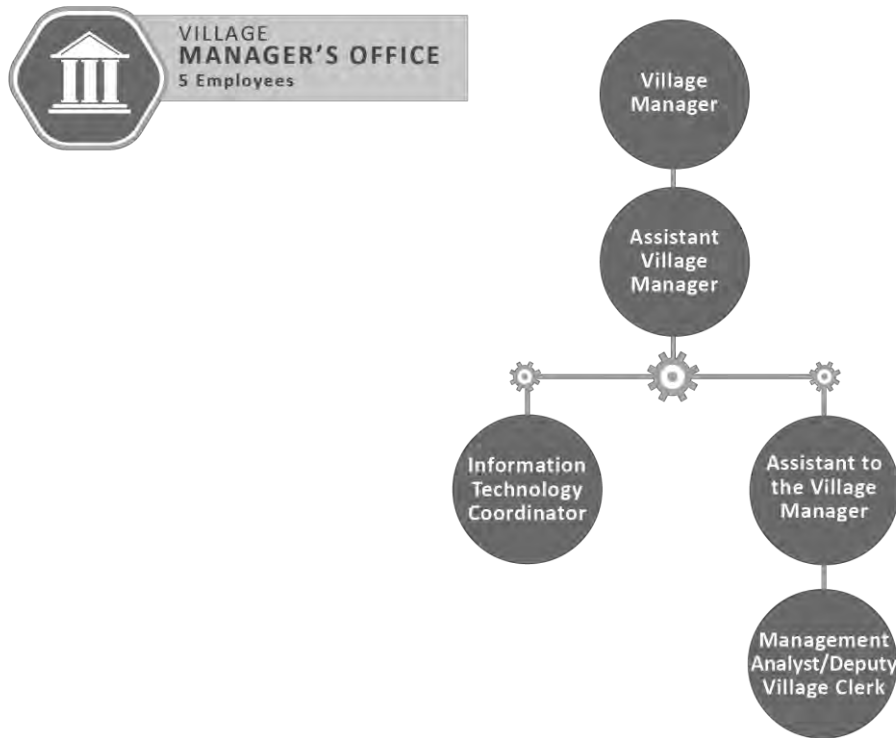 VILLAGE
MANAGER'S OFFICE
5 Employees
Village
Manager
Assistant
Village
Manager
Information
Technology
Coordinator
Assistant to
the Village
Manager
Management
Analyst/Deputy
Village Clerk